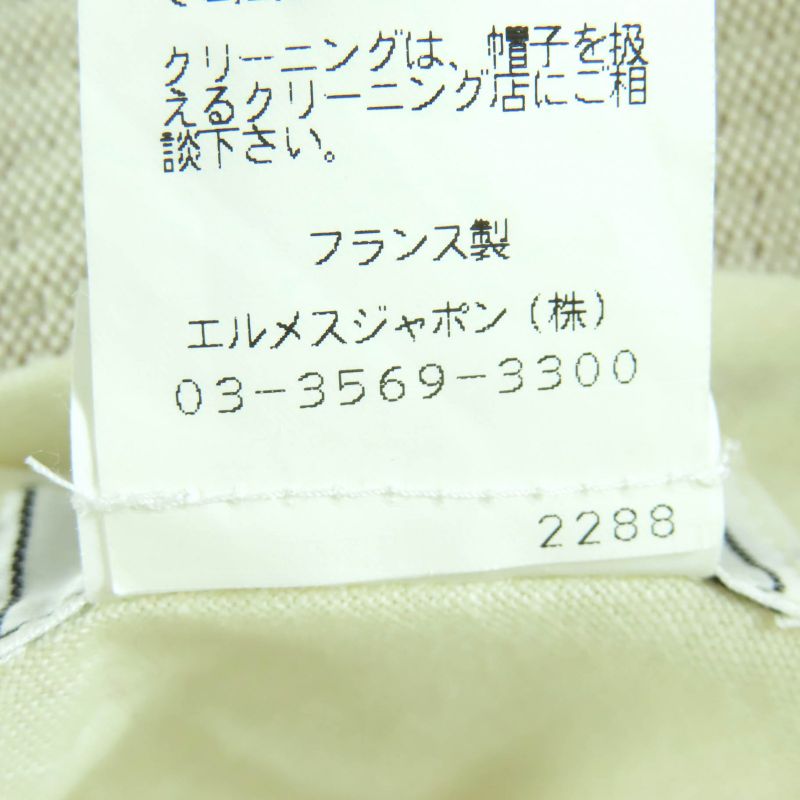 クリーニングは、帽子を扱
えるクリーニング店にご相
談下さい。
フランス製
エルメスジャポン(株)
03-3569-3300
2288